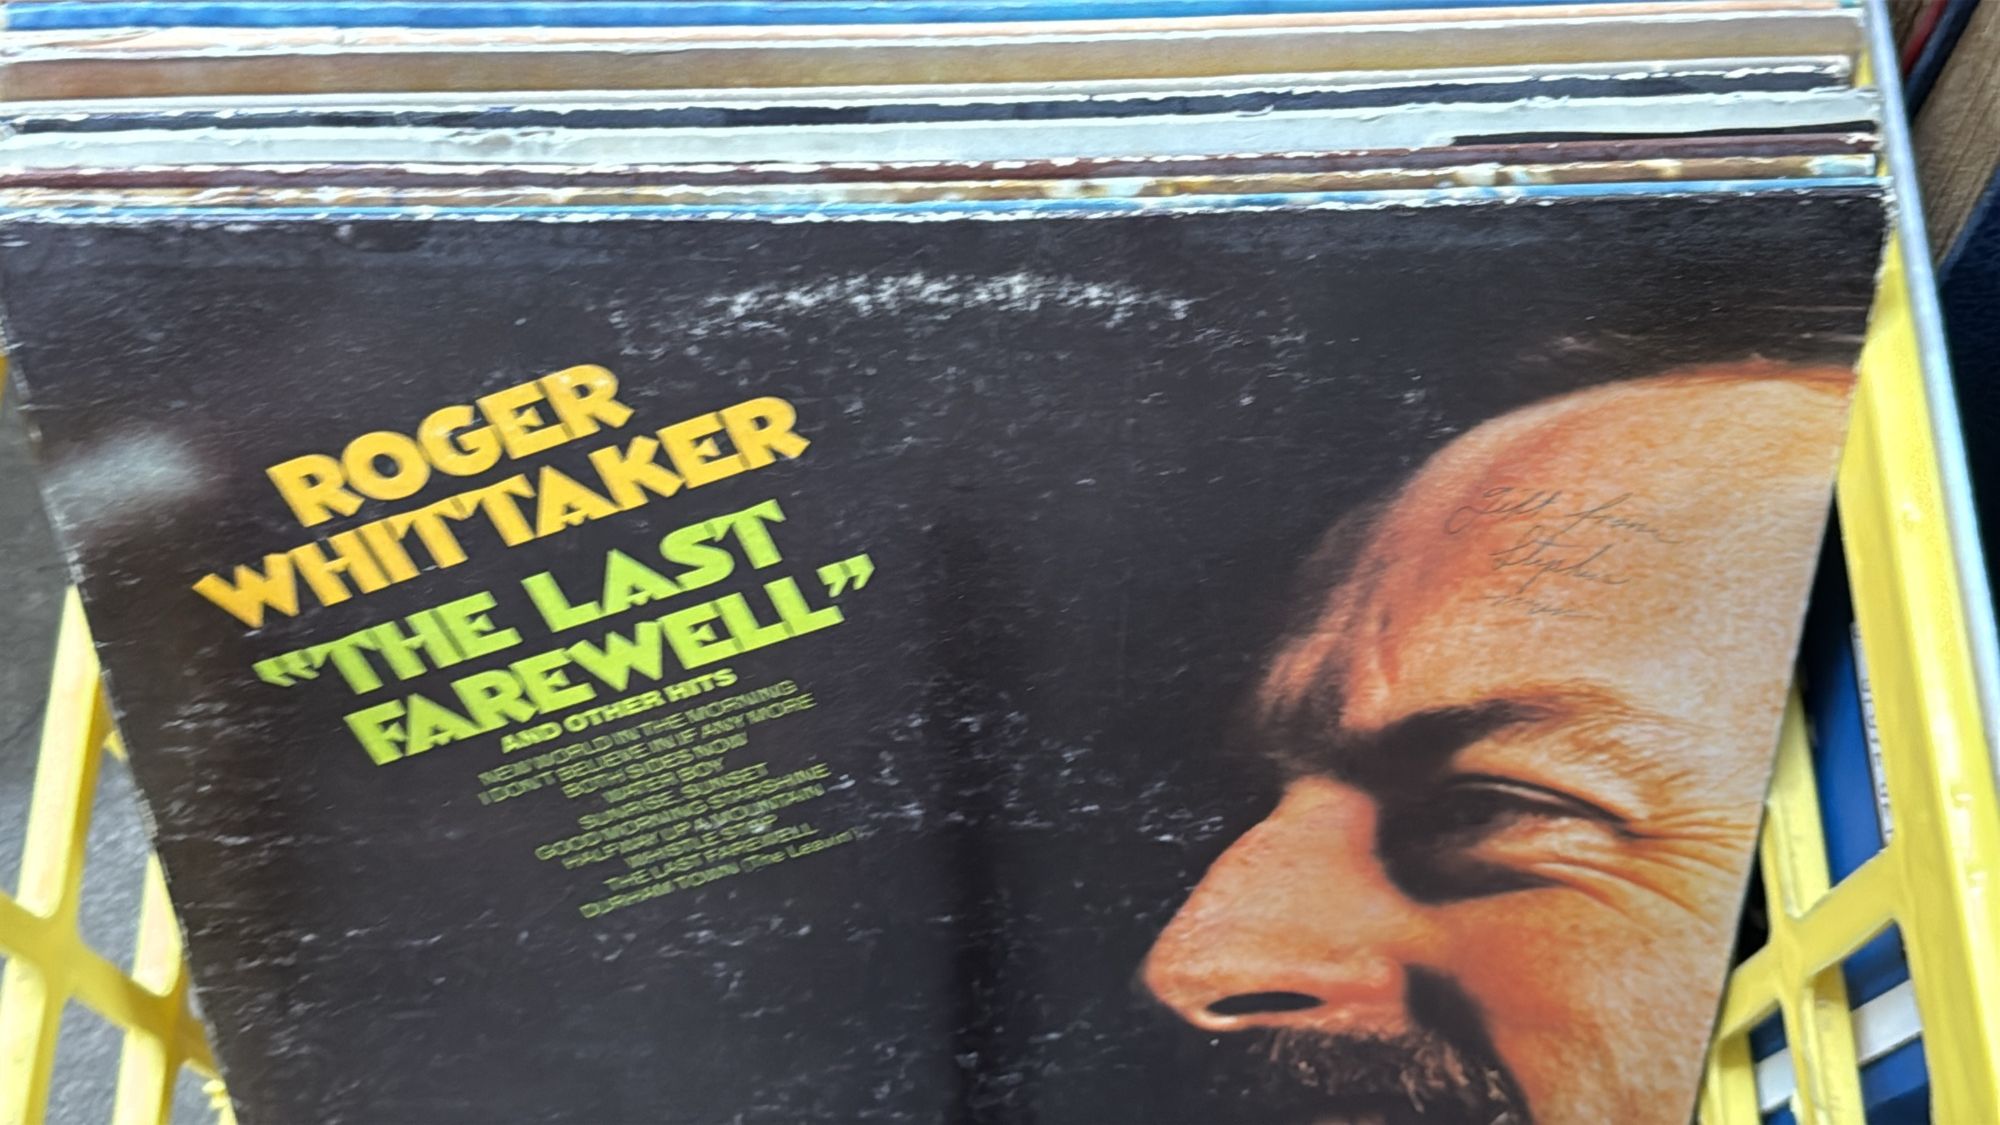 ROGER
WHITTAKER
"THE LAST
FAREWELL"
AND OTHER HITS
NEW WORLD IN THE MORNING
I DON'T BELIEVE IN IF ANY MORE
BOTH SIDES NOW
WATER BOY
SUNRISE, SUNSET
GOOD MORNING STARSHINE
HALFWAY UP A MOUNTAIN
WHISTLE STOP
THE LAST FAREWELL
DURHAM TOWN (The Leavin')
from